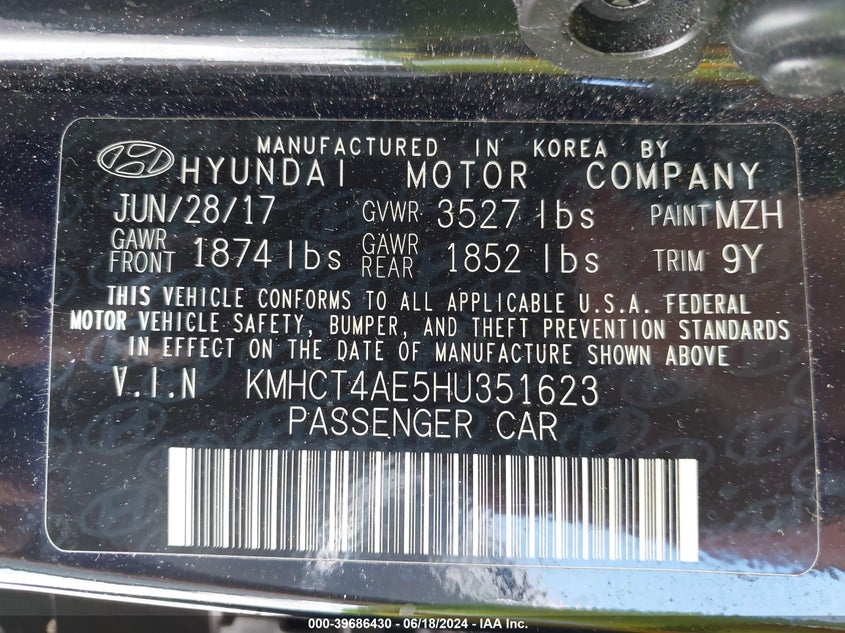 MANUFACTURED IN KOREA BY
HYUNDAI MOTOR COMPANY
JUN/28/17 GVWR 3527 lbs PAINT MZH
GAWR FRONT 1874 lbs GAWR REAR 1852 lbs TRIM 9Y
THIS VEHICLE CONFORMS TO ALL APPLICABLE U.S.A. FEDERAL
MOTOR VEHICLE SAFETY, BUMPER, AND THEFT PREVENTION STANDARDS
IN EFFECT ON THE DATE OF MANUFACTURE SHOWN ABOVE
V.I.N KMHCT4AE5HU351623
PASSENGER CAR
000-39686430 - 06/18/2024 - IAA Inc.